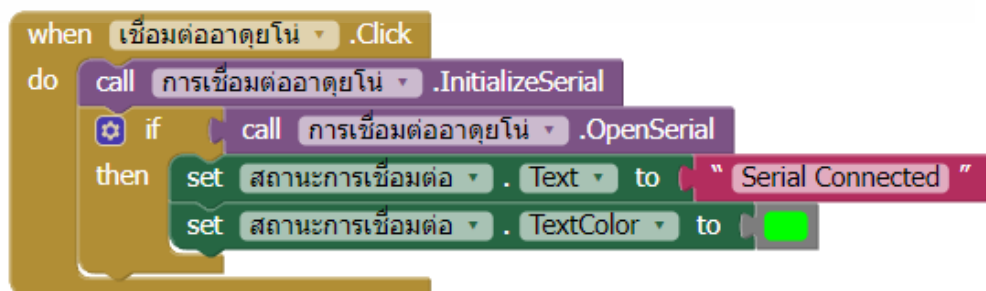 when เชื่อมต่ออาดุยโน่ .Click
do call การเชื่อมต่ออาดุยโน่ .InitializeSerial
if call การเชื่อมต่ออาดุยโน่ .OpenSerial
then set สถานะการเชื่อมต่อ . Text to “ Serial Connected ”
set สถานะการเชื่อมต่อ . TextColor to